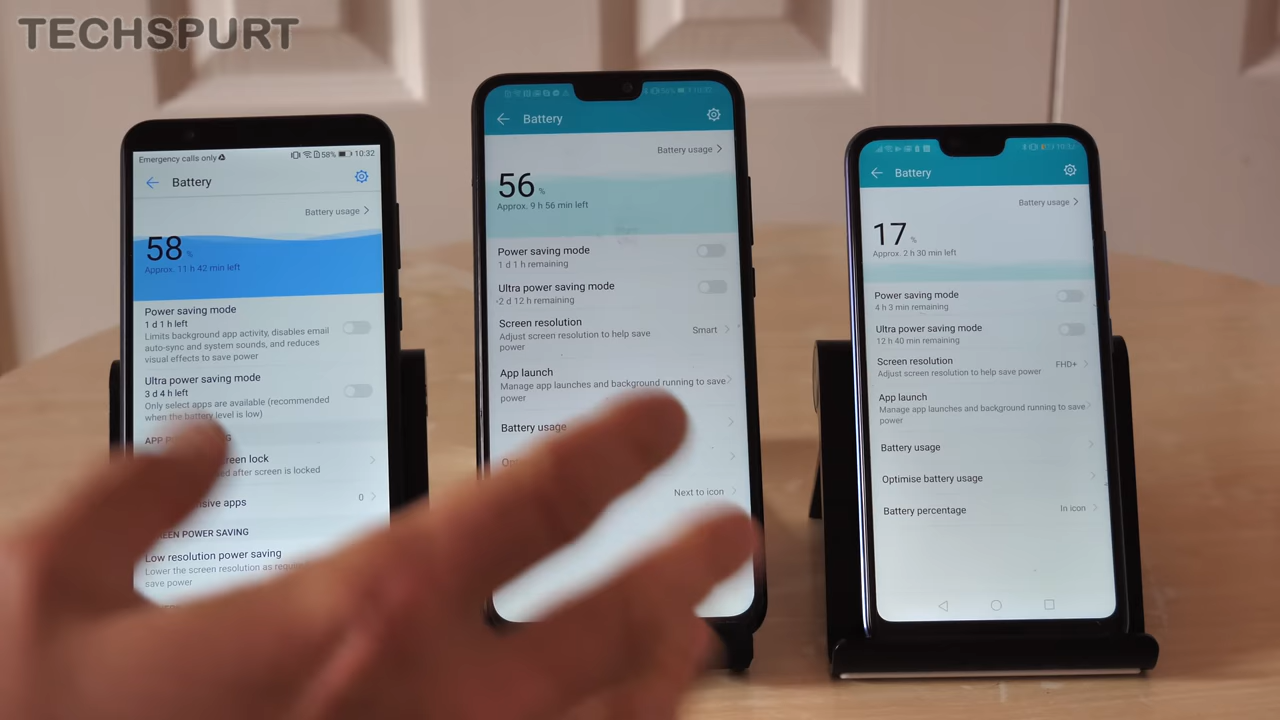 TECHSPURT
Emergency calls only
58% 10:32
Battery
Battery usage
58 %
Approx. 11 h 42 min left
Power saving mode
1 d 1 h left
Limits background app activity, disables email
auto-sync and system sounds, and reduces
visual effects to save power
Ultra power saving mode
3 d 4 h left
Only select apps are available (recommended
when the battery level is low)
lock
after screen is locked
apps
0
POWER SAVING
Low resolution power saving
Lower the screen resolution as
save power
56% 10:32
Battery
Battery usage
56 %
Approx. 9 h 56 min left
Power saving mode
1 d 1 h remaining
Ultra power saving mode
2 d 12 h remaining
Screen resolution
Smart
Adjust screen resolution to help save
power
App launch
Manage app launches and background running to save
power
Battery usage
Next to icon
Battery
Battery usage
17 %
Approx. 2 h 30 min left
Power saving mode
4 h 3 min remaining
Ultra power saving mode
12 h 40 min remaining
Screen resolution
FHD+
Adjust screen resolution to help save power
App launch
Manage app launches and background running to save
power
Battery usage
Optimise battery usage
Battery percentage
In icon